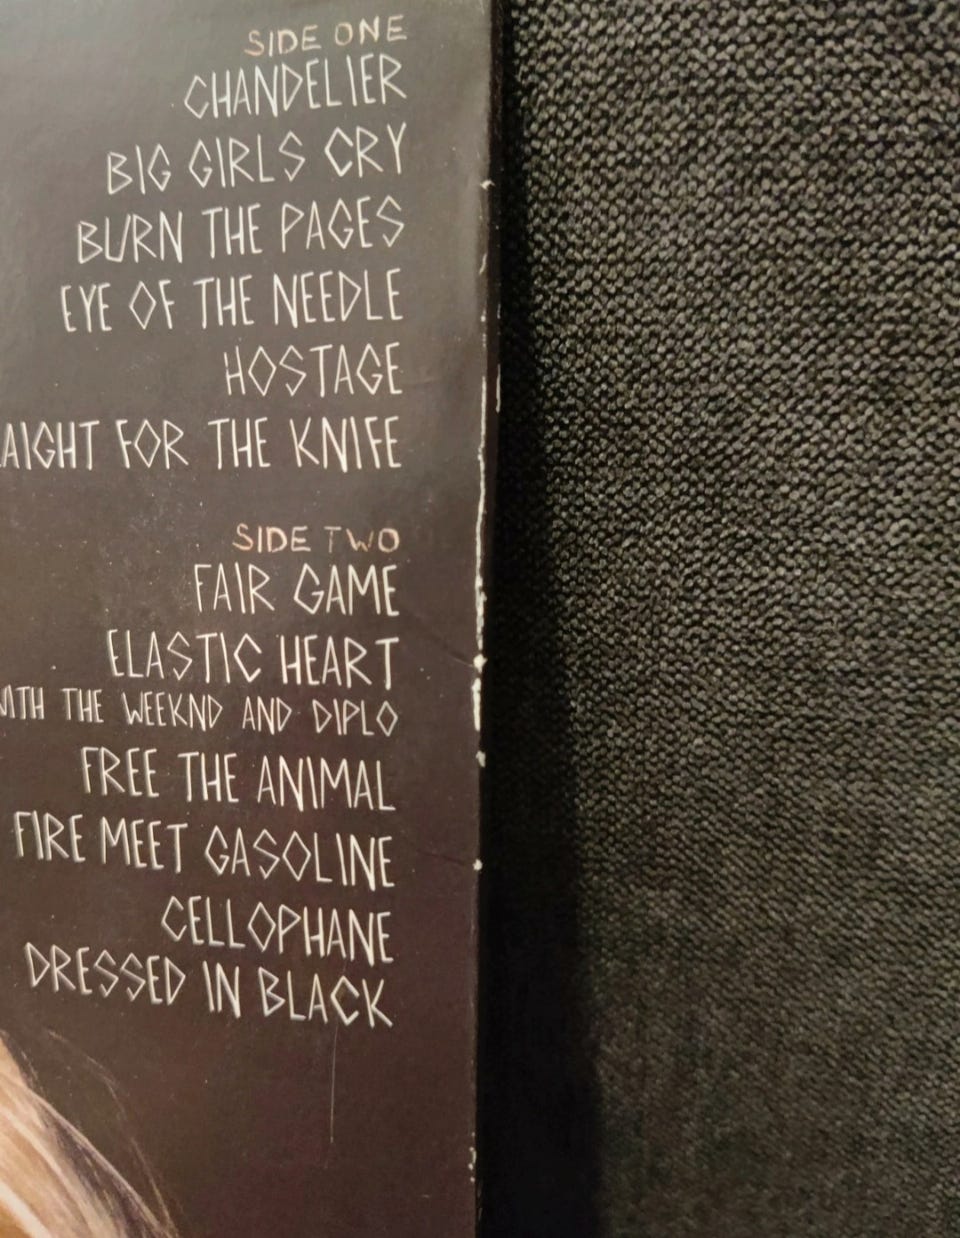 SIDE ONE
CHANDELIER
BIG GIRLS CRY
BURN THE PAGES
EYE OF THE NEEDLE
HOSTAGE
AIGHT FOR THE KNIFE
SIDE TWO
FAIR GAME
ELASTIC HEART
WITH THE WEEKND AND DIPLO
FREE THE ANIMAL
FIRE MEET GASOLINE
CELLOPHANE
DRESSED IN BLACK